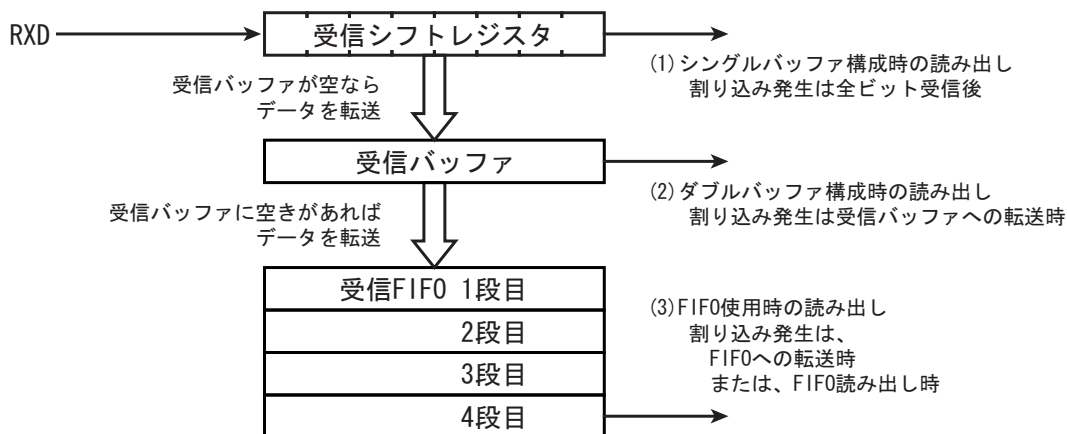 RXD
受信シフトレジスタ
(1)シングルバッファ構成時の読み出し
割り込み発生は全ビット受信後
受信バッファが空なら
データを転送
受信バッファ
(2)ダブルバッファ構成時の読み出し
割り込み発生は受信バッファへの転送時
受信バッファに空きがあれば
データを転送
受信FIFO 1段目
2段目
3段目
4段目
(3)FIFO使用時の読み出し
割り込み発生は、
FIFOへの転送時
または、FIFO読み出し時